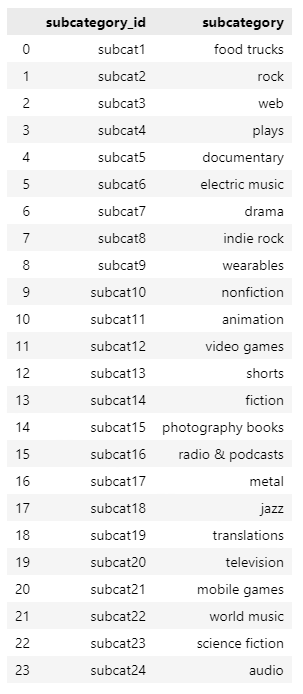 subcategory_id subcategory
0 subcat1 food trucks
1 subcat2 rock
2 subcat3 web
3 subcat4 plays
4 subcat5 documentary
5 subcat6 electric music
6 subcat7 drama
7 subcat8 indie rock
8 subcat9 wearables
9 subcat10 nonfiction
10 subcat11 animation
11 subcat12 video games
12 subcat13 shorts
13 subcat14 fiction
14 subcat15 photography books
15 subcat16 radio & podcasts
16 subcat17 metal
17 subcat18 jazz
18 subcat19 translations
19 subcat20 television
20 subcat21 mobile games
21 subcat22 world music
22 subcat23 science fiction
23 subcat24 audio